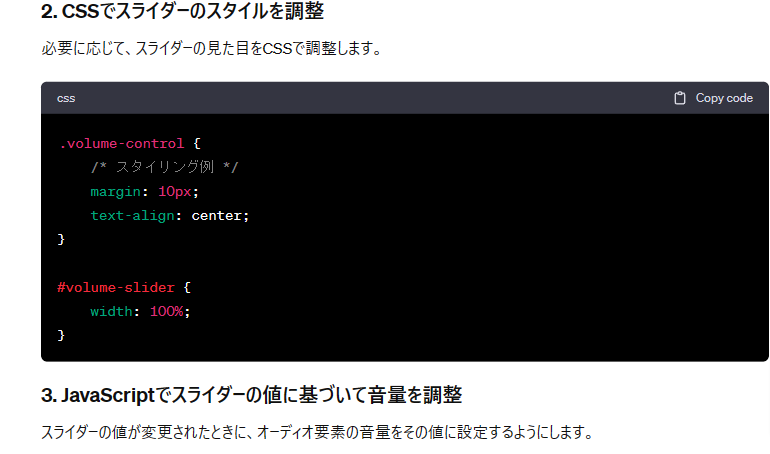 2. CSSでスライダーのスタイルを調整
必要に応じて、スライダーの見た目をCSSで調整します。
css
Copy code
.volume-control {
    /* スタイリング例 */
    margin: 10px;
    text-align: center;
}

#volume-slider {
    width: 100%;
}
3. JavaScriptでスライダーの値に基づいて音量を調整
スライダーの値が変更されたときに、オーディオ要素の音量をその値に設定するようにします。